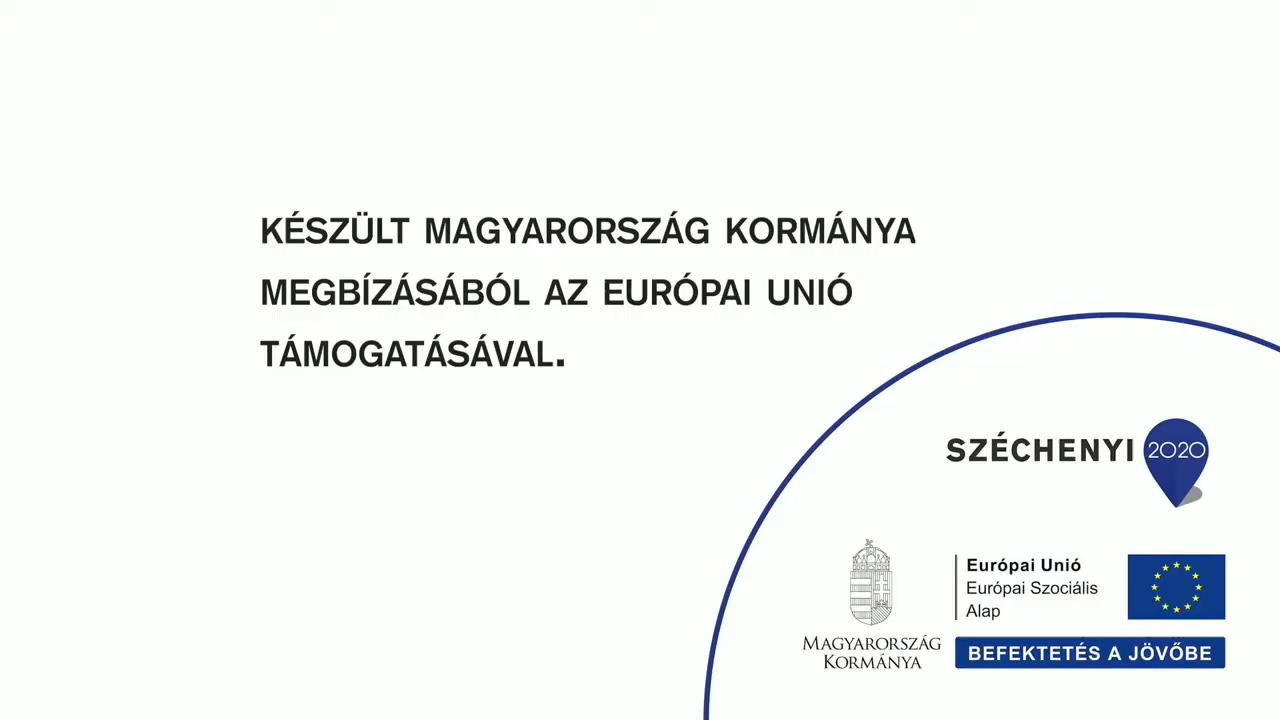 KÉSZÜLT MAGYARORSZÁG KORMÁNYA
MEGBÍZÁSÁBÓL AZ EURÓPAI UNIÓ
TÁMOGATÁSÁVAL.
SZÉCHENYI 2020
Európai Unió
Európai Szociális
Alap
MAGYARORSZÁG
KORMÁNYA
BEFEKTETÉS A JÖVŐBE